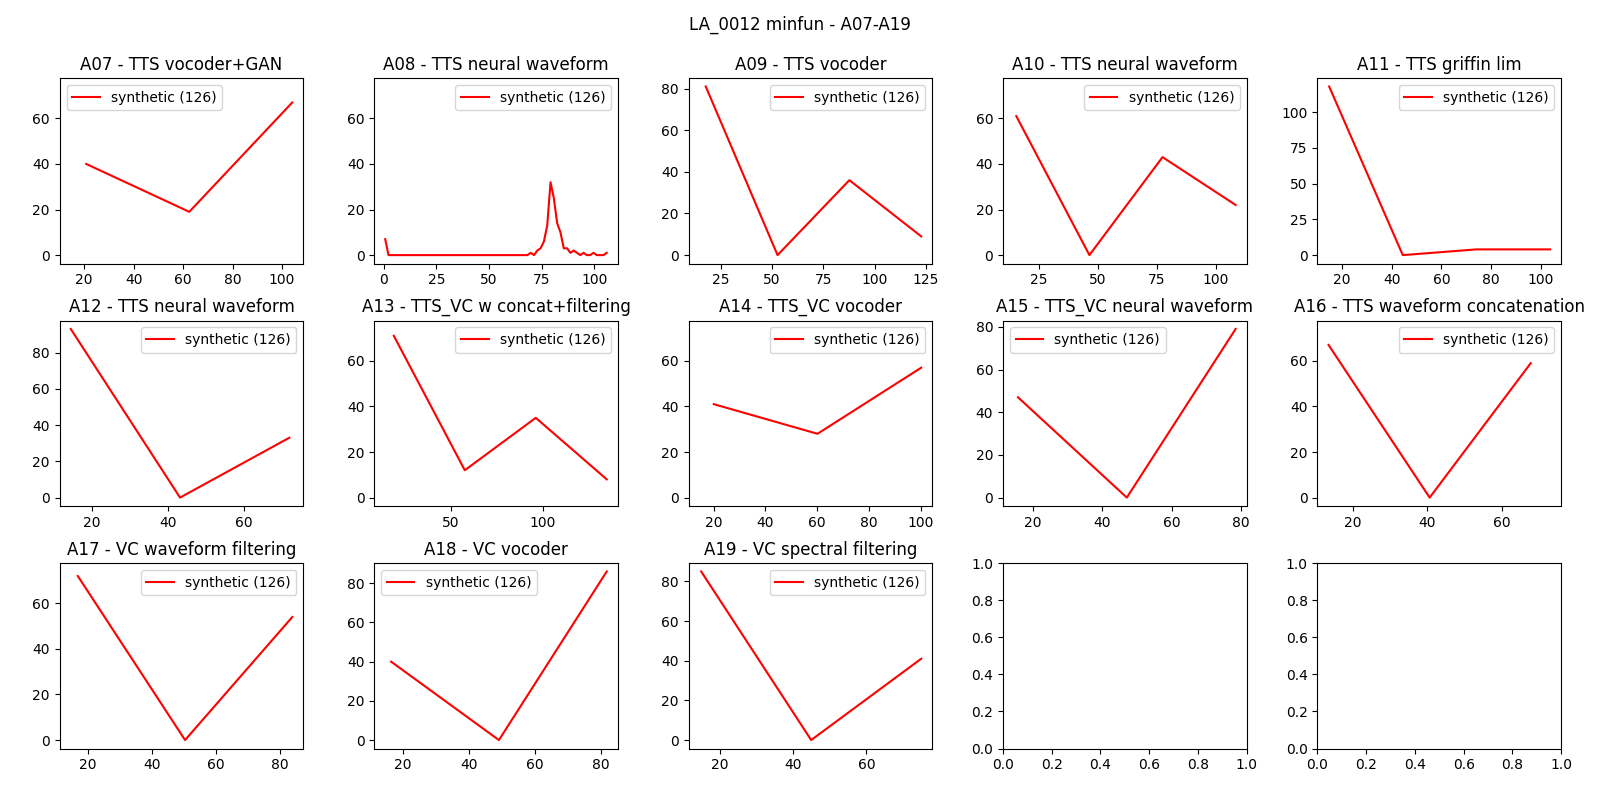 LA_0012 minfun - A07-A19
A07 - TTS vocoder+GAN
synthetic (126)
60
40
20
0
20 40 60 80 100
A08 - TTS neural waveform
synthetic (126)
60
40
20
0
0 25 50 75 100
A09 - TTS vocoder
synthetic (126)
80
60
40
20
0
25 50 75 100 125
A10 - TTS neural waveform
synthetic (126)
60
40
20
0
25 50 75 100
A11 - TTS griffin lim
synthetic (126)
100
75
50
25
0
20 40 60 80 100
A12 - TTS neural waveform
synthetic (126)
80
60
40
20
0
20 40 60
A13 - TTS_VC w concat+filtering
synthetic (126)
60
40
20
0
50 100
A14 - TTS_VC vocoder
synthetic (126)
60
40
20
0
20 40 60 80 100
A15 - TTS_VC neural waveform
synthetic (126)
80
60
40
20
0
20 40 60 80
A16 - TTS waveform concatenation
synthetic (126)
60
40
20
0
20 40 60
A17 - VC waveform filtering
synthetic (126)
60
40
20
0
20 40 60 80
A18 - VC vocoder
synthetic (126)
80
60
40
20
0
20 40 60 80
A19 - VC spectral filtering
synthetic (126)
80
60
40
20
0
20 40 60
1.0
0.8
0.6
0.4
0.2
0.0
0.0 0.2 0.4 0.6 0.8 1.0
1.0
0.8
0.6
0.4
0.2
0.0
0.0 0.2 0.4 0.6 0.8 1.0